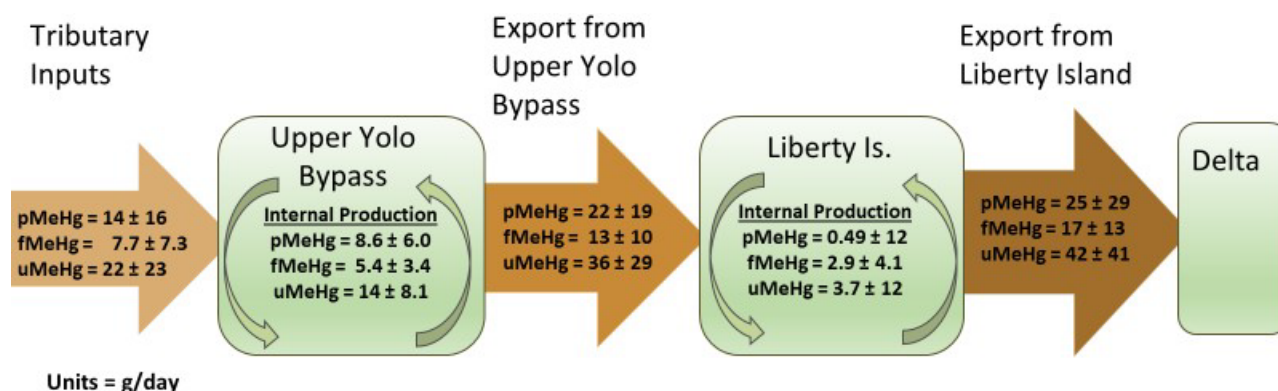 Tributary
Inputs
pMeHg = 14 ± 16
fMeHg = 7.7 ± 7.3
uMeHg = 22 ± 23
Upper Yolo
Bypass
Internal Production
pMeHg = 8.6 ± 6.0
fMeHg = 5.4 ± 3.4
uMeHg = 14 ± 8.1
Export from
Upper Yolo
Bypass
pMeHg = 22 ± 19
fMeHg = 13 ± 10
uMeHg = 36 ± 29
Liberty Is.
Internal Production
pMeHg = 0.49 ± 12
fMeHg = 2.9 ± 4.1
uMeHg = 3.7 ± 12
Export from
Liberty Island
pMeHg = 25 ± 29
fMeHg = 17 ± 13
uMeHg = 42 ± 41
Delta
Units = g/day